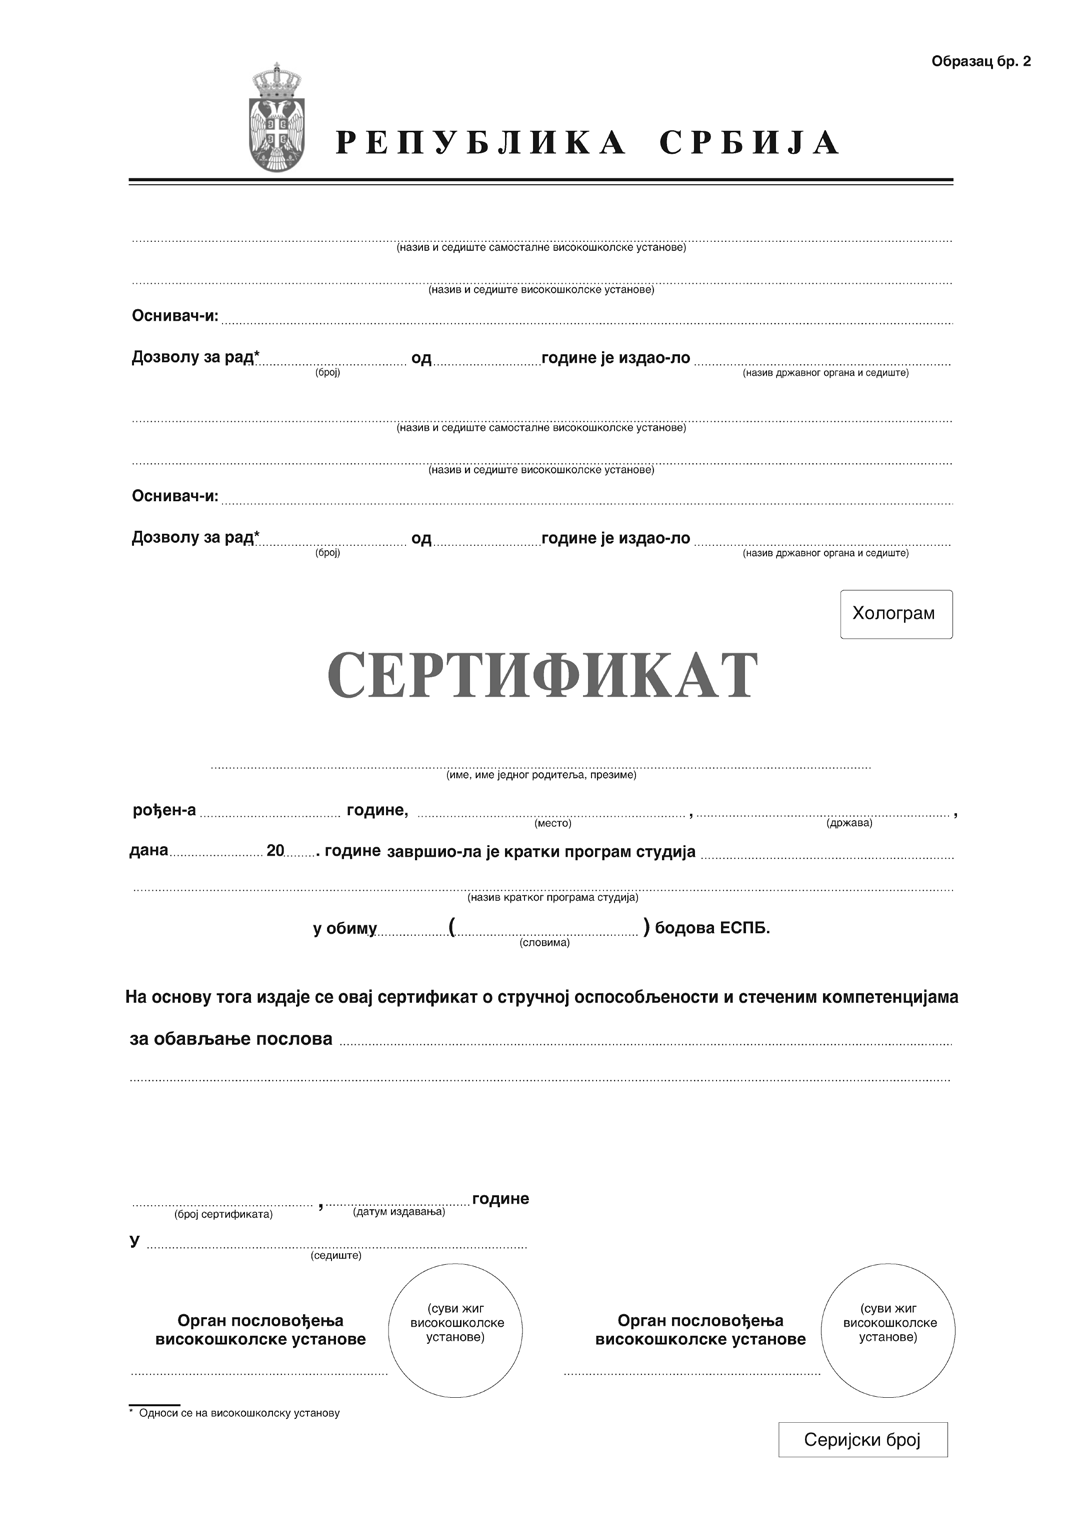 Образац бр. 2
РЕПУБЛИКА СРБИЈА
(назив и седиште самосталне високошколске установе)
(назив и седиште високошколске установе)
Оснивач-и:
Дозволу за рад* од године је издао-ло
(број) (назив државног органа и седиште)
(назив и седиште самосталне високошколске установе)
(назив и седиште високошколске установе)
Оснивач-и:
Дозволу за рад* од године је издао-ло
(број) (назив државног органа и седиште)
Холограм
СЕРТИФИКАТ
(име, име једног родитеља, презиме)
рођен-а године, , ,
(место) (држава)
дана 20 . године завршио-ла је кратки програм студија
(назив кратког програма студија)
у обиму ( ) бодова ЕСПБ.
(словима)
На основу тога издаје се овај сертификат о стручној оспособљености и стеченим компетенцијама
за обављање послова
, године
(број сертификата) (датум издавања)
У
(седиште)
Орган пословођења
високошколске установе
(суви жиг
високошколске
установе)
Орган пословођења
високошколске установе
(суви жиг
високошколске
установе)
* Односи се на високошколску установу
Серијски број